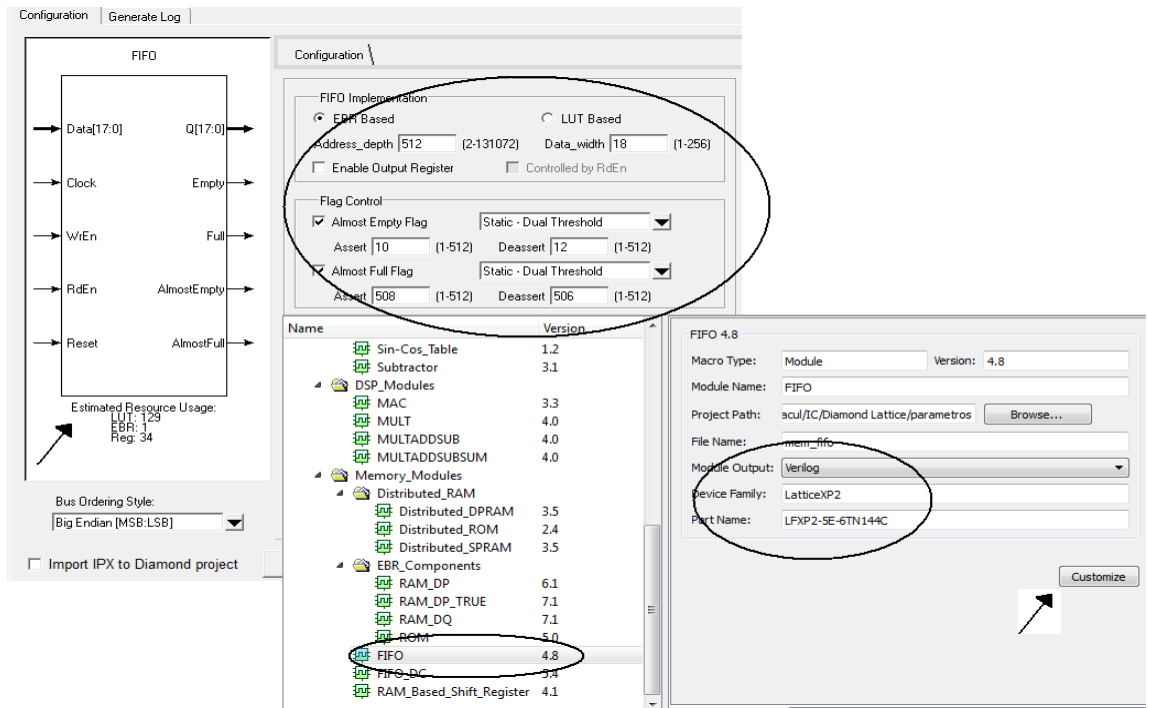 Configuration Generate Log
FIFO
Data[17:0] Q[17:0]
Clock Empty
WrEn Full
RdEn AlmostEmpty
Reset AlmostFull
Estimated Resource Usage:
LUT: 129
EBR: 1
Reg: 34
Bus Ordering Style:
Big Endian [MSB:LSB]
Import IPX to Diamond project
Configuration
FIFO Implementation
EBR Based LUT Based
Address_depth 512 (2-131072) Data_width 18 (1-256)
Enable Output Register Controlled by RdEn
Flag Control
Almost Empty Flag Static - Dual Threshold
Assert 10 (1-512) Deassert 12 (1-512)
Almost Full Flag Static - Dual Threshold
Assert 508 (1-512) Deassert 506 (1-512)
Name Version
Sin-Cos_Table 1.2
Subtractor 3.1
DSP_Modules
MAC 3.3
MULT 4.0
MULTADDSUB 4.0
MULTADDSUBSUM 4.0
Memory_Modules
Distributed_RAM
Distributed_DPRAM 3.5
Distributed_ROM 2.4
Distributed_SPRAM 3.5
EBR_Components
RAM_DP 6.1
RAM_DP_TRUE 7.1
RAM_DQ 7.1
ROM 5.0
FIFO 4.8
FIFO_DC 5.4
RAM_Based_Shift_Register 4.1
FIFO 4.8
Macro Type: Module Version: 4.8
Module Name: FIFO
Project Path: acul/IC/Diamond Lattice/parametros Browse...
File Name: mem_fifo
Module Output: Verilog
Device Family: LatticeXP2
Part Name: LFXP2-5E-6TN144C
Customize